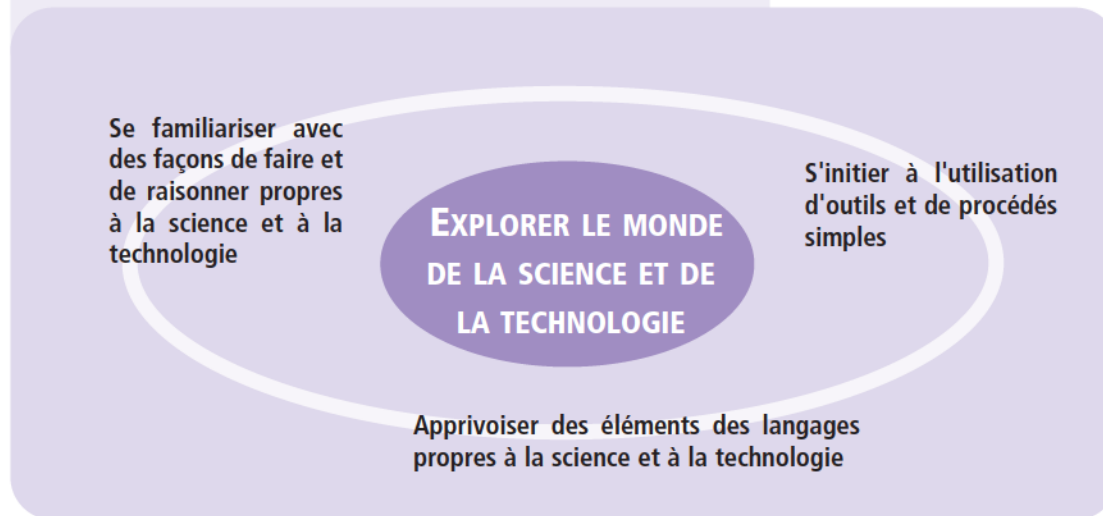 Se familiariser avec
des façons de faire et
de raisonner propres
à la science et à la
technologie
EXPLORER LE MONDE
DE LA SCIENCE ET DE
LA TECHNOLOGIE
S'initier à l'utilisation
d'outils et de procédés
simples
Apprivoiser des éléments des langages
propres à la science et à la technologie